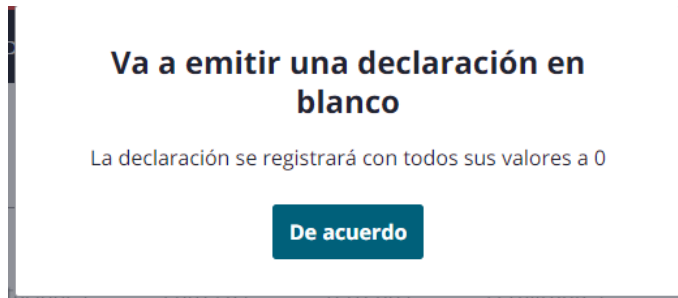 Va a emitir una declaración en
blanco
La declaración se registrará con todos sus valores a 0
De acuerdo